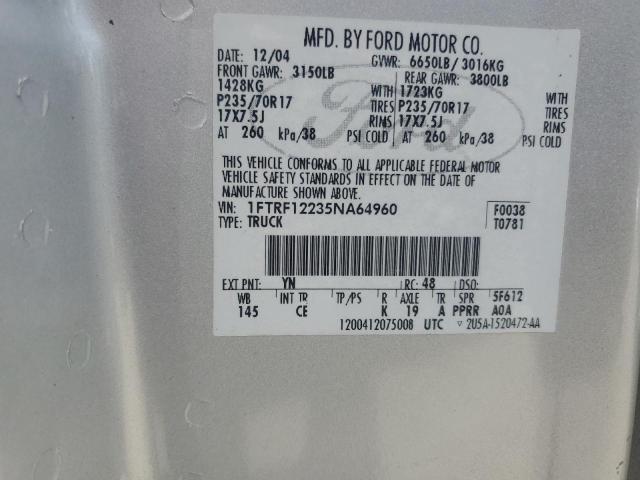 MFD. BY FORD MOTOR CO.
DATE: 12/04 GVWR: 6650LB/ 3016KG
FRONT GAWR: 3150LB REAR GAWR: 3800LB
1428KG WITH 1723KG WITH
P235/70R17 TIRES P235/70R17 TIRES
17X7.5J RIMS 17X7.5J RIMS
AT 260 kPa/38 PSI COLD AT 260 kPa/38 PSI COLD
Ford
THIS VEHICLE CONFORMS TO ALL APPLICABLE FEDERAL MOTOR
VEHICLE SAFETY STANDARDS IN EFFECT ON THE DATE OF
MANUFACTURE SHOWN ABOVE.
VIN: 1FTRF12235NA64960 F0038
TYPE: TRUCK T0781
EXT PNT: YN RC: 48 DSO:
WB INT TR TP/PS R AXLE TR SPR 5F612
145 CE K 19 A PPRR A0A
1200412075008 UTC ▽ 2U5A-1520472-AA